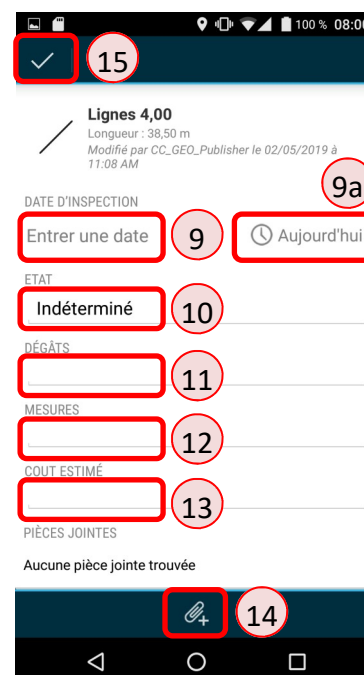 100 % 08:00
15
Lignes 4,00
Longueur : 38,50 m
Modifié par CC_GEO_Publisher le 02/05/2019 à
11:08 AM
9a
DATE D'INSPECTION
Entrer une date 9 Aujourd'hui
ETAT
Indéterminé 10
DÉGÂTS
11
MESURES
12
COUT ESTIMÉ
13
PIÈCES JOINTES
Aucune pièce jointe trouvée
14